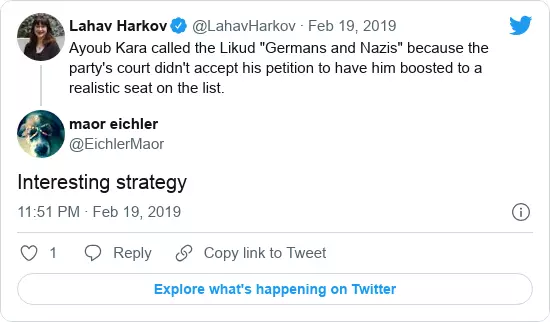 Lahav Harkov @LahavHarkov · Feb 19, 2019
Ayoub Kara called the Likud "Germans and Nazis" because the
party's court didn't accept his petition to have him boosted to a
realistic seat on the list.
maor eichler
@EichlerMaor
Interesting strategy
11:51 PM · Feb 19, 2019
1 Reply Copy link to Tweet
Explore what's happening on Twitter